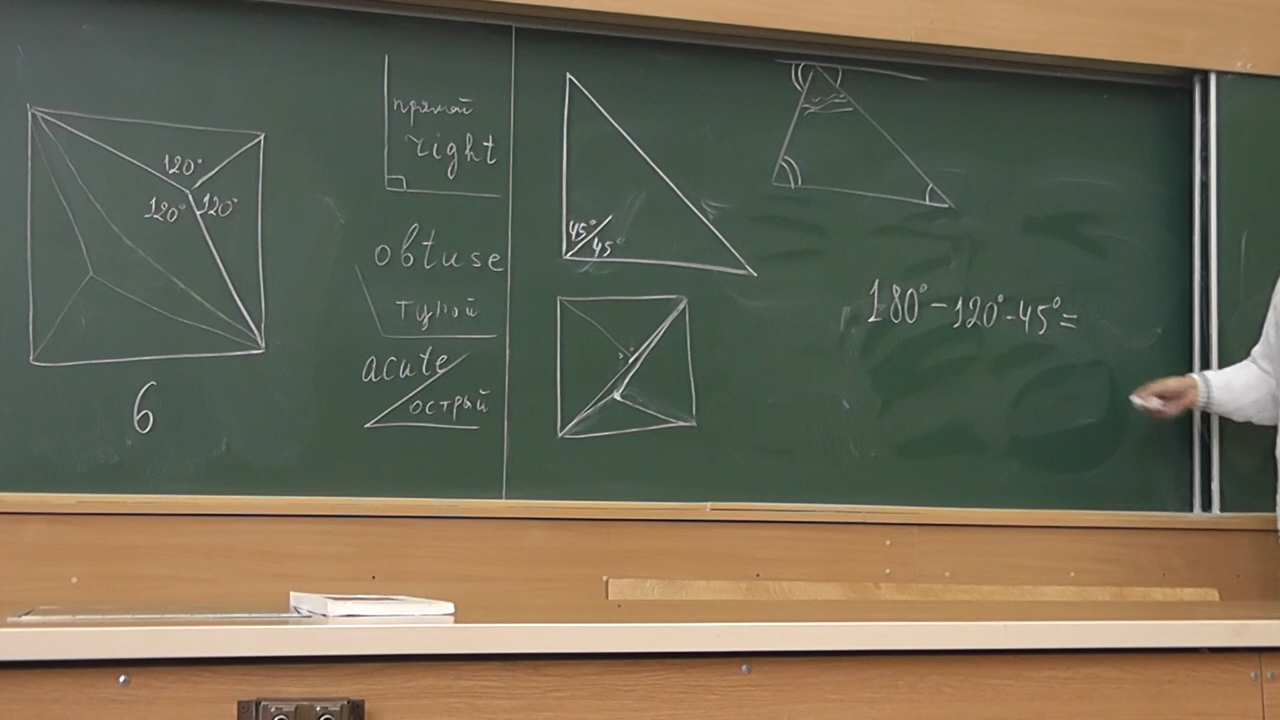 120°
120° 120°
6
прямой
right
obtuse
тупой
acute
острый
45°
45°
180° - 120° - 45° =